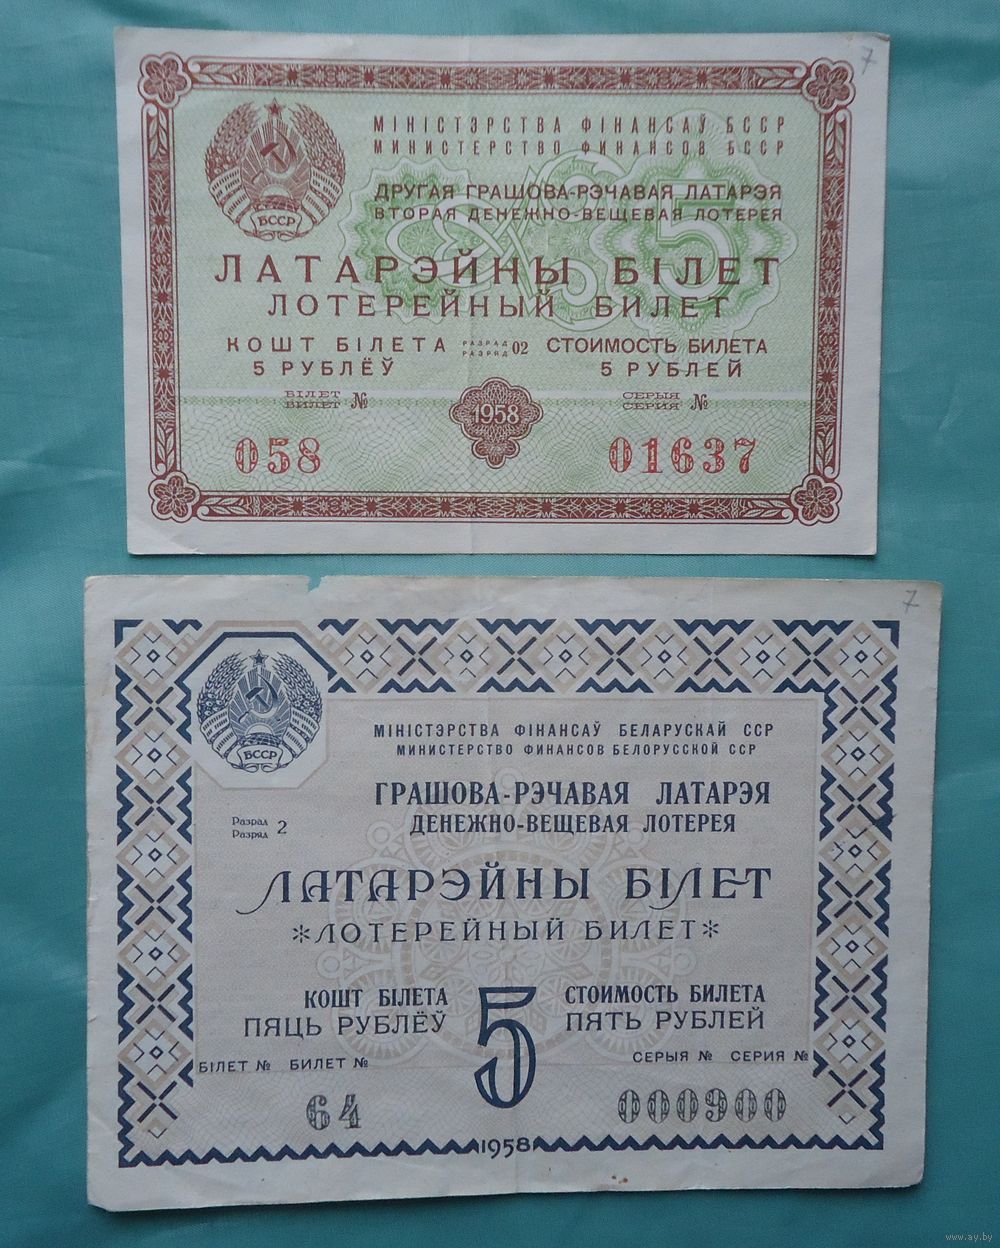 7
МІНІСТЭРСТВА ФІНАНСАЎ БССР
МИНИСТЕРСТВО ФИНАНСОВ БССР
ДРУГАЯ ГРАШОВА-РЭЧАВАЯ ЛАТАРЭЯ
ВТОРАЯ ДЕНЕЖНО-ВЕЩЕВАЯ ЛОТЕРЕЯ
БССР
5
ЛАТАРЭЙНЫ БІЛЕТ
ЛОТЕРЕЙНЫЙ БИЛЕТ
КОШТ БІЛЕТА РАЗРАД РАЗРЯД 02 СТОИМОСТЬ БИЛЕТА
5 РУБЛЁЎ 5 РУБЛЕЙ
БІЛЕТ БИЛЕТ № СЕРЫЯ СЕРИЯ №
1958
058 01637
7
МІНІСТЭРСТВА ФІНАНСАЎ БЕЛАРУСКАЙ ССР
МИНИСТЕРСТВО ФИНАНСОВ БЕЛОРУССКОЙ ССР
БССР
ГРАШОВА-РЭЧАВАЯ ЛАТАРЭЯ
ДЕНЕЖНО-ВЕЩЕВАЯ ЛОТЕРЕЯ
Разрад
Разряд 2
ЛАТАРЭЙНЫ БІЛЕТ
*ЛОТЕРЕЙНЫЙ БИЛЕТ*
КОШТ БІЛЕТА 5 СТОИМОСТЬ БИЛЕТА
ПЯЦЬ РУБЛЁЎ ПЯТЬ РУБЛЕЙ
БІЛЕТ № БИЛЕТ № СЕРЫЯ № СЕРИЯ №
64 000900
1958
www.ay.by